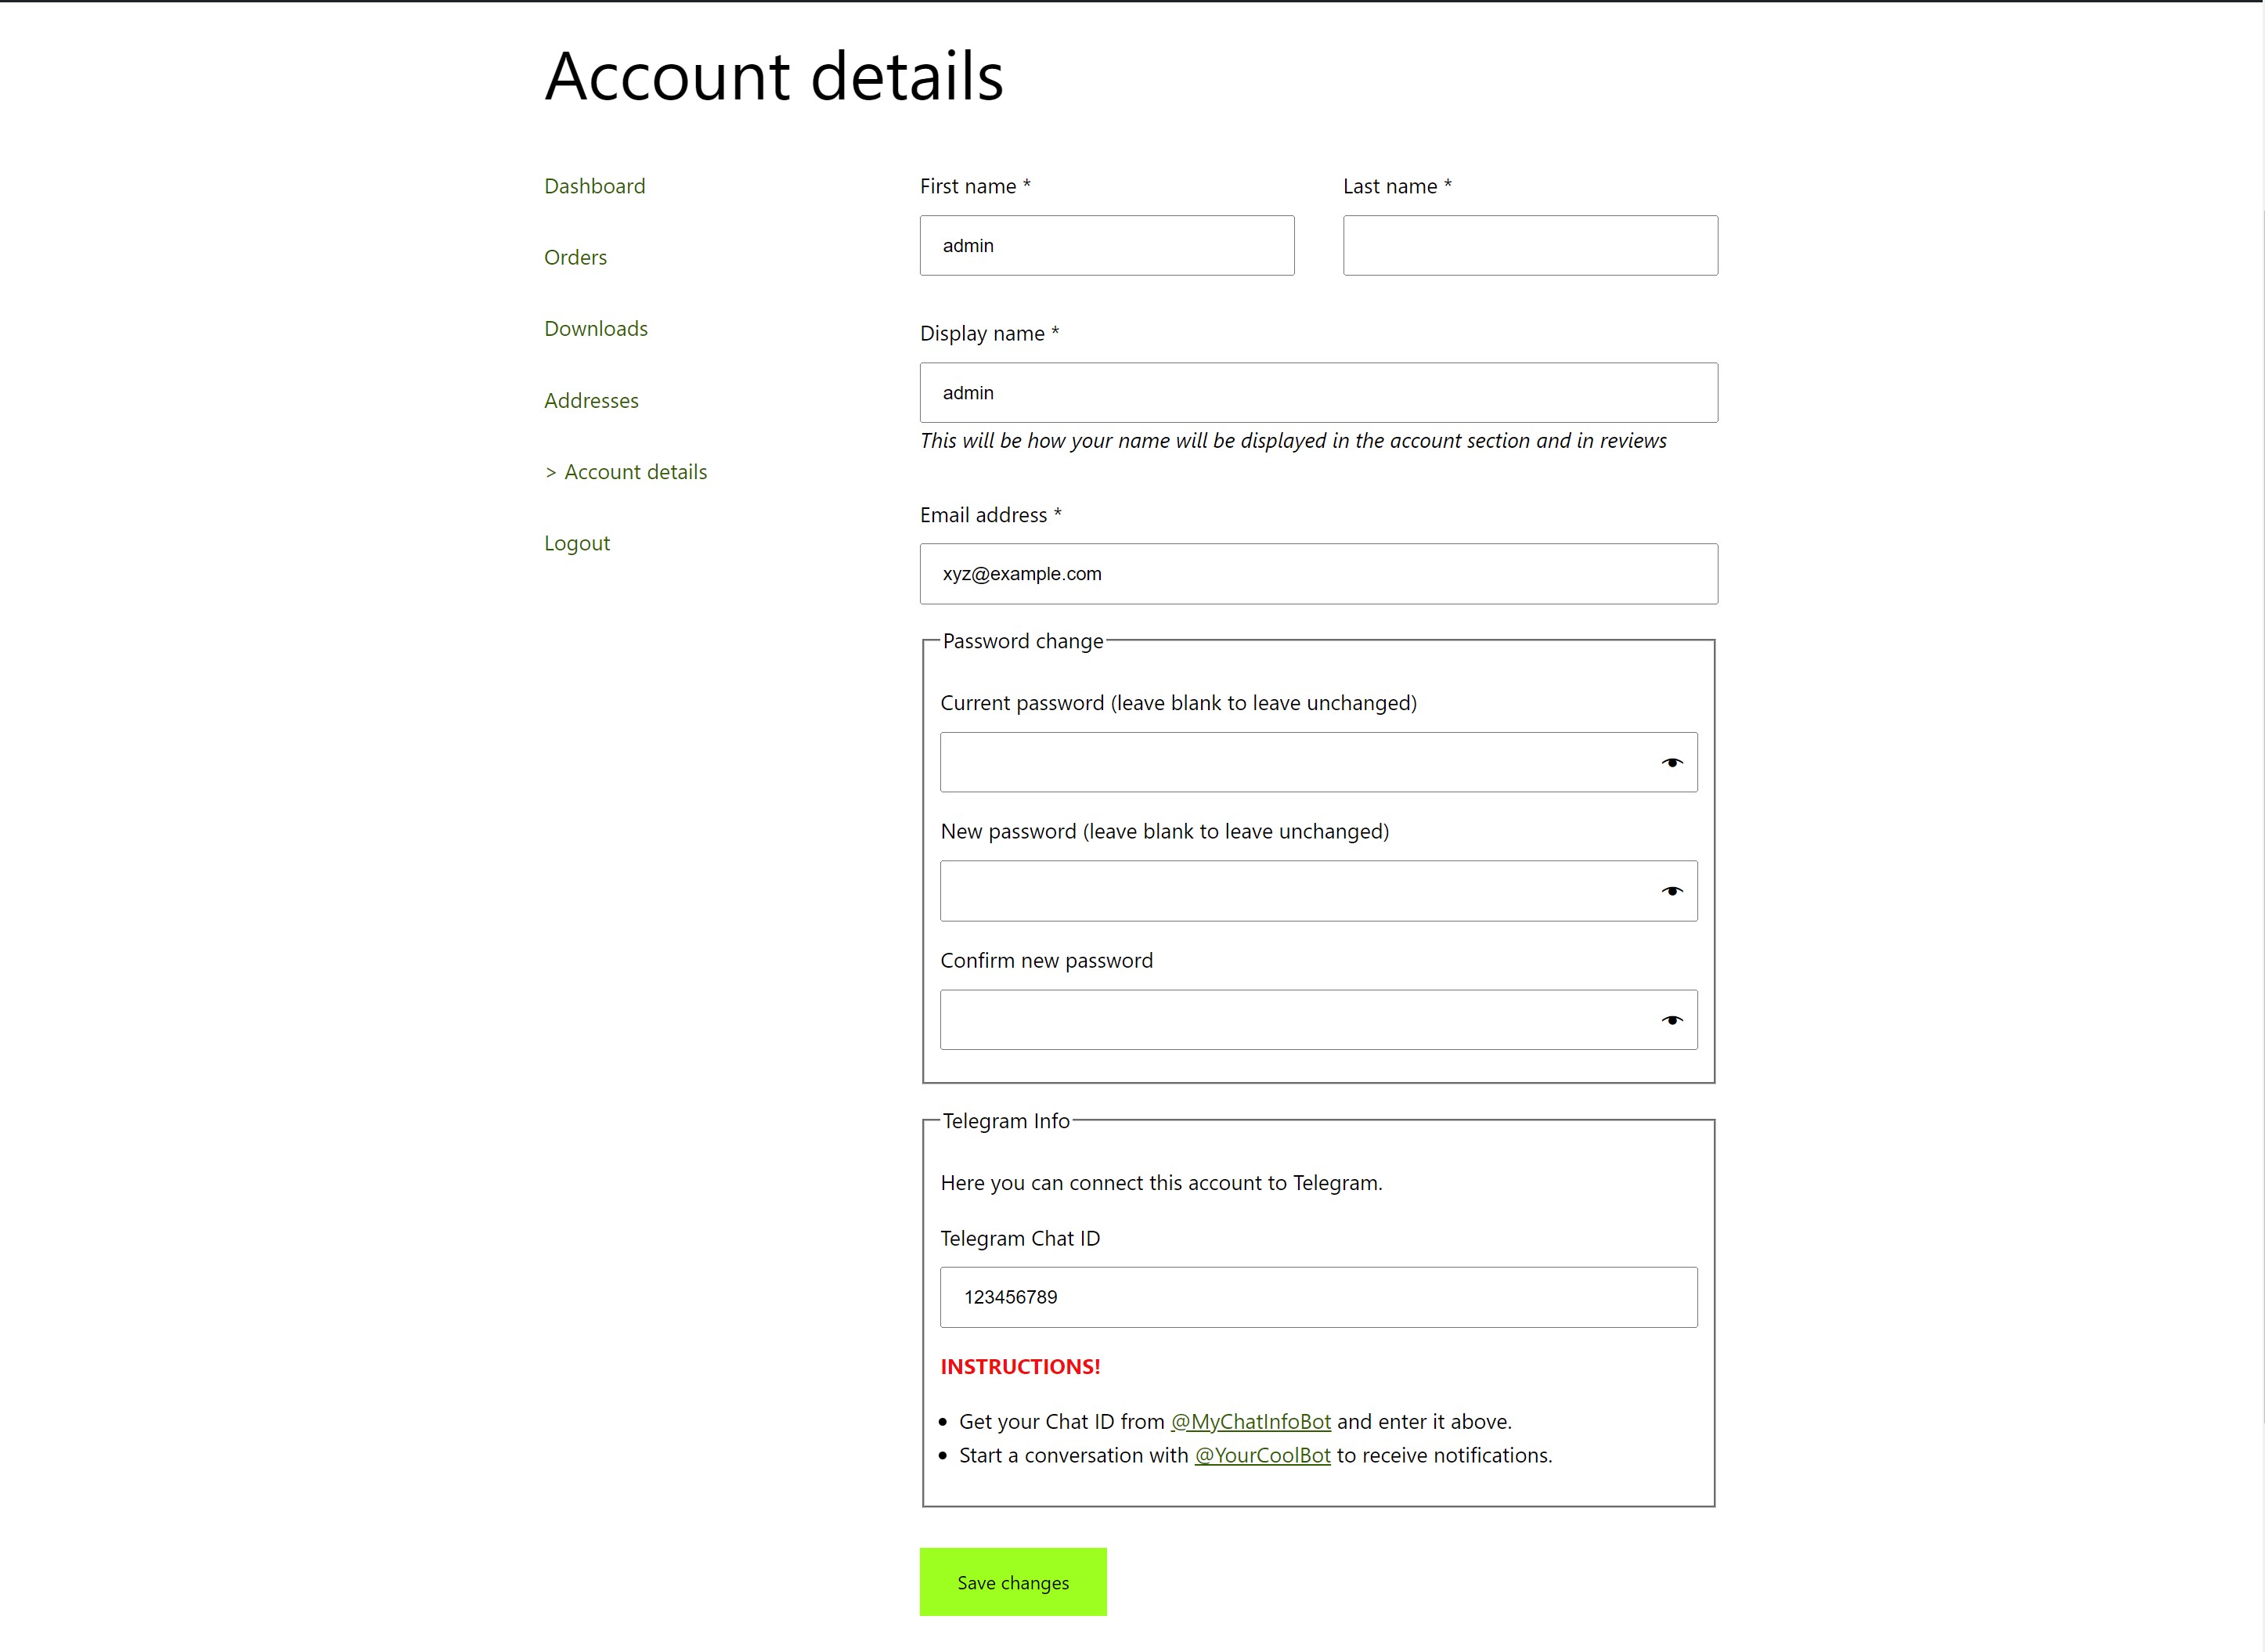 Account details
Dashboard
Orders
Downloads
Addresses
> Account details
Logout
First name *
Last name *
admin
Display name *
admin
This will be how your name will be displayed in the account section and in reviews
Email address *
xyz@example.com
Password change
Current password (leave blank to leave unchanged)
New password (leave blank to leave unchanged)
Confirm new password
Telegram Info
Here you can connect this account to Telegram.
Telegram Chat ID
123456789
INSTRUCTIONS!
Get your Chat ID from @MyChatInfoBot and enter it above.
Start a conversation with @YourCoolBot to receive notifications.
Save changes